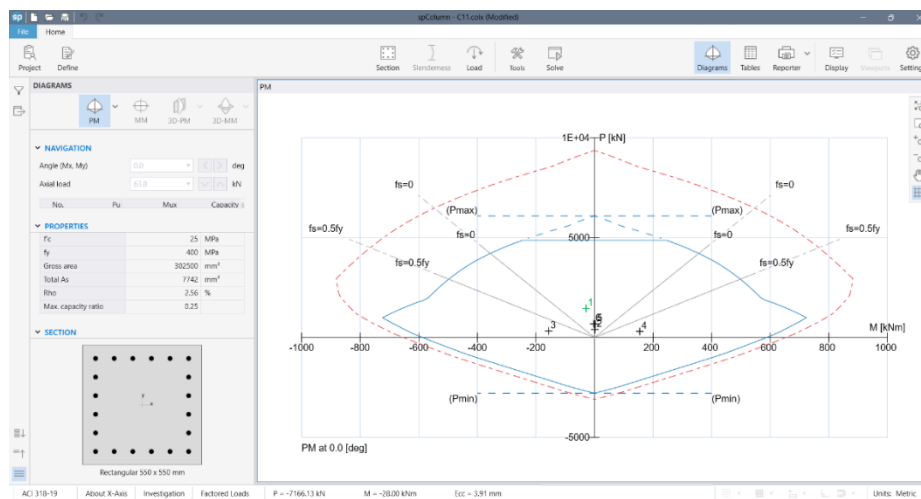 sp spColumn - C11.colx (Modified)
File Home
Project Define Section Slenderness Load Tools Solve Diagrams Tables Reporter Display Viewports Settings
DIAGRAMS
PM MM 3D-PM 3D-MM
NAVIGATION
Angle (Mx, My) 0.0 deg
Axial load 63.0 kN
No. Pu Mux Capacity
PROPERTIES
f'c 25 MPa
fy 400 MPa
Gross area 302500 mm²
Total As 7742 mm²
Rho 2.56 %
Max. capacity ratio 0.25
SECTION
y
x
Rectangular 550 x 550 mm
PM
1E+04 P [kN]
fs=0 fs=0
(Pmax) (Pmax)
fs=0.5fy fs=0 5000 fs=0 fs=0.5fy
fs=0.5fy fs=0.5fy
1
3 2 4
M [kNm]
-1000 -800 -600 -400 -200 200 400 600 800 1000
(Pmin) (Pmin)
-5000
PM at 0.0 [deg]
ACI 318-19 About X-Axis Investigation Factored Loads P = -7166.13 kN M = -28.00 kNm Ecc = 3.91 mm Units: Metric